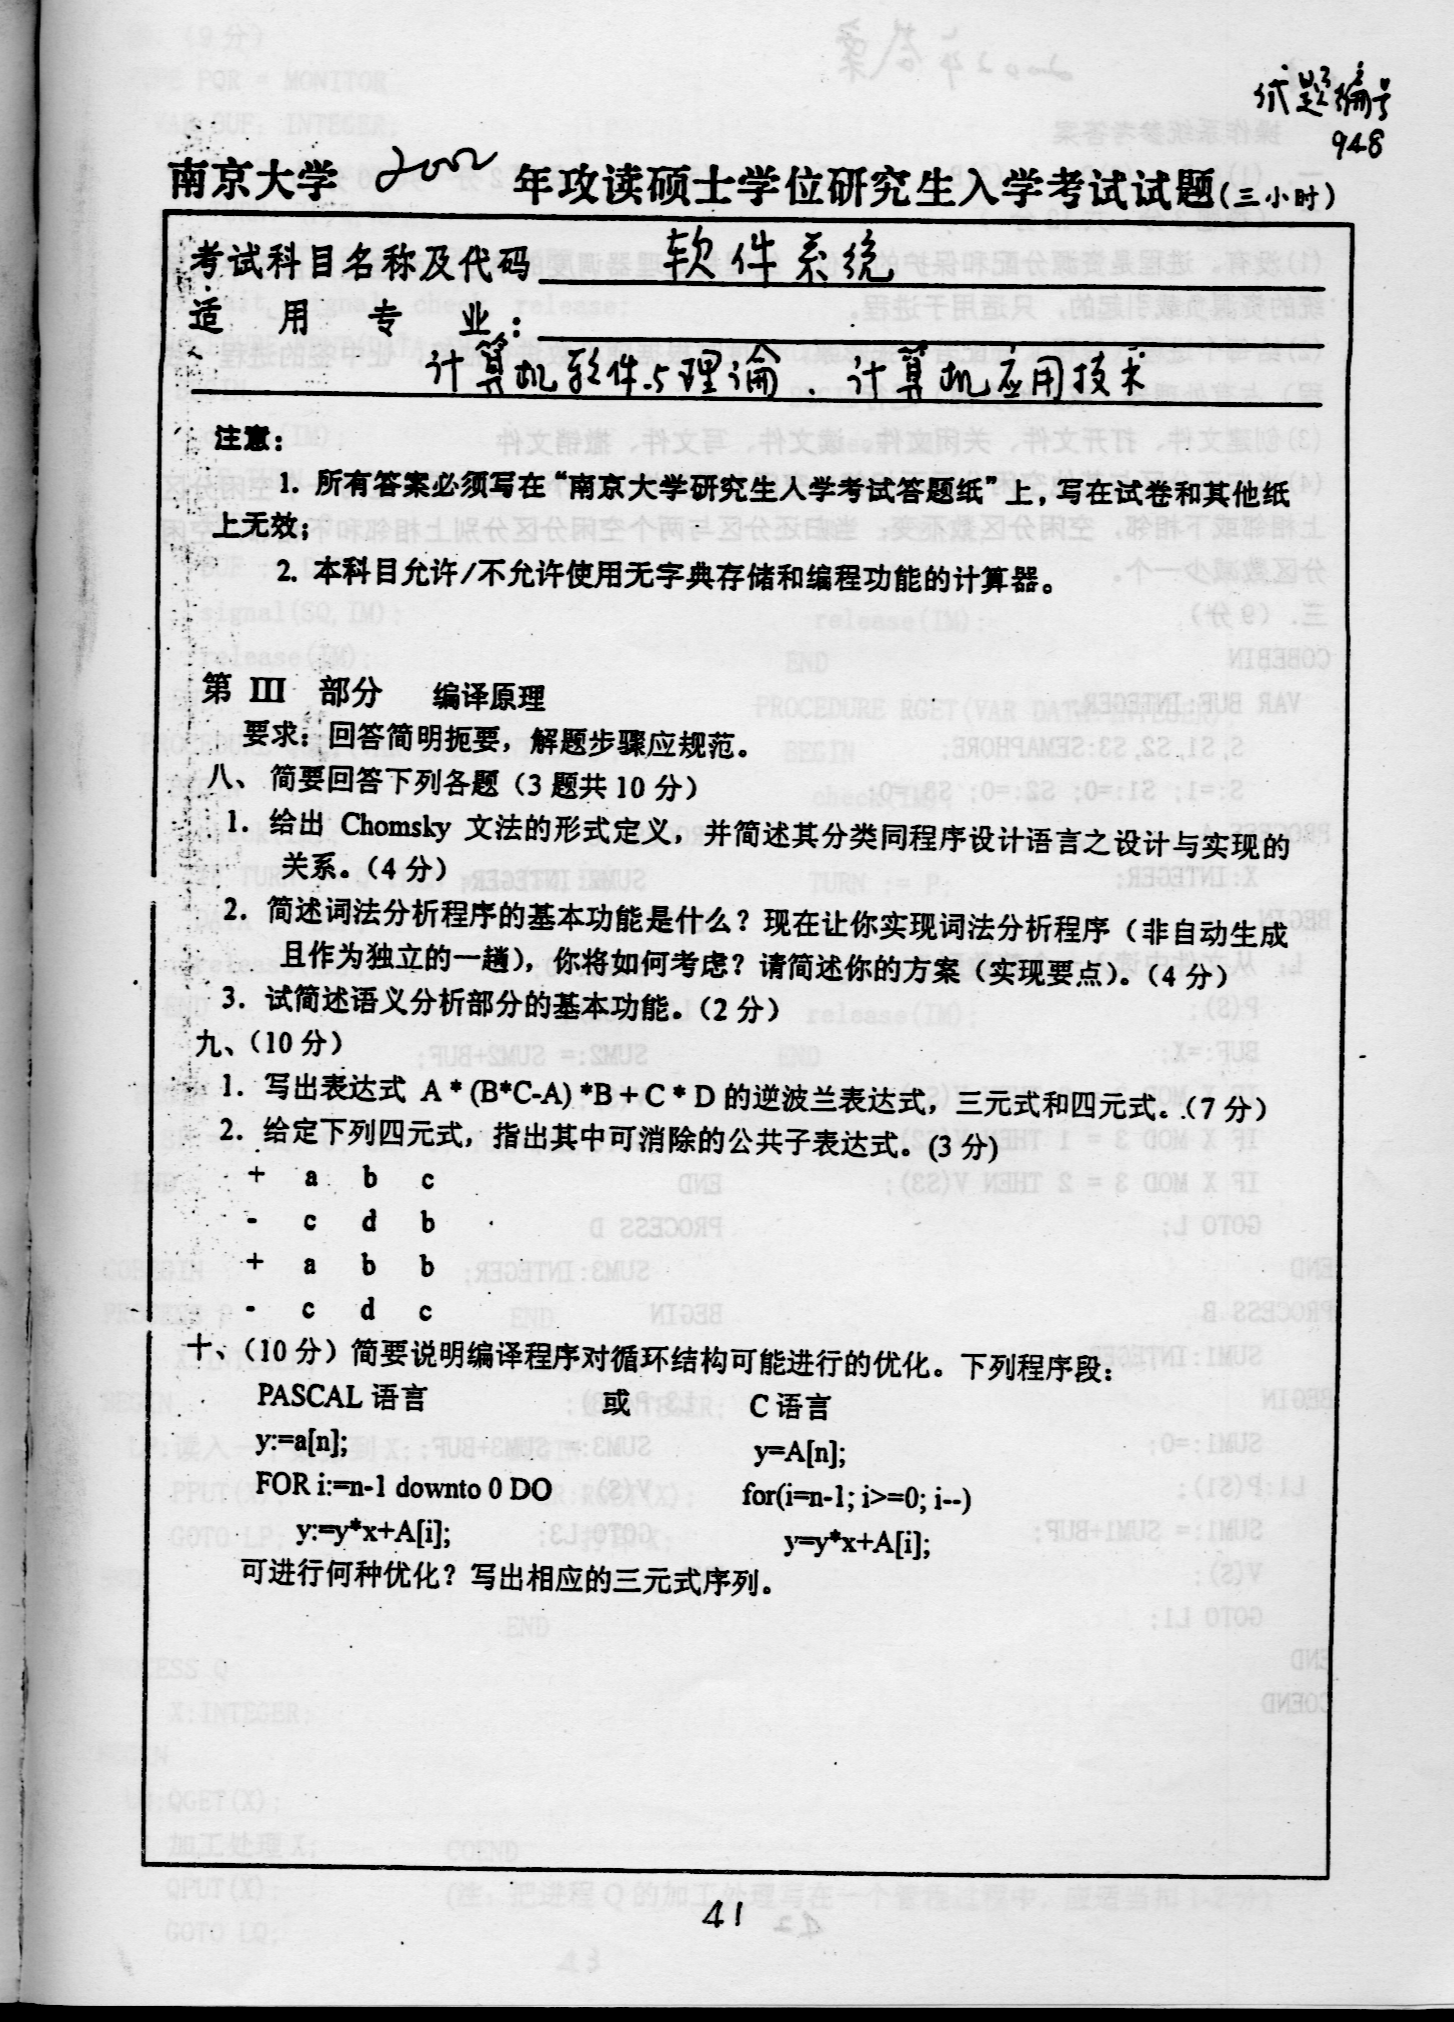 试题编号
948
南京大学 2002 年攻读硕士学位研究生入学考试试题(三小时)
考试科目名称及代码 软件系统
适用专业:
计算机软件与理论、计算机应用技术
注意:
1. 所有答案必须写在“南京大学研究生入学考试答题纸”上,写在试卷和其他纸
上无效;
2. 本科目允许/不允许使用无字典存储和编程功能的计算器。
第 III 部分 编译原理
要求:回答简明扼要,解题步骤应规范。
八、 简要回答下列各题(3 题共 10 分)
1. 给出 Chomsky 文法的形式定义,并简述其分类同程序设计语言之设计与实现的
关系。(4 分)
2. 简述词法分析程序的基本功能是什么?现在让你实现词法分析程序(非自动生成
且作为独立的一趟),你将如何考虑?请简述你的方案(实现要点)。(4 分)
3. 试简述语义分析部分的基本功能。(2 分)
九、(10 分)
1. 写出表达式 A * (B*C-A) *B + C * D 的逆波兰表达式,三元式和四元式。(7 分)
2. 给定下列四元式,指出其中可消除的公共子表达式。(3 分)
+ a b c
- c d b
+ a b b
- c d c
十、(10 分)简要说明编译程序对循环结构可能进行的优化。下列程序段:
PASCAL 语言 或 C 语言
y:=a[n]; y=A[n];
FOR i:=n-1 downto 0 DO for(i=n-1; i>=0; i--)
y:=y*x+A[i]; y=y*x+A[i];
可进行何种优化?写出相应的三元式序列。
41